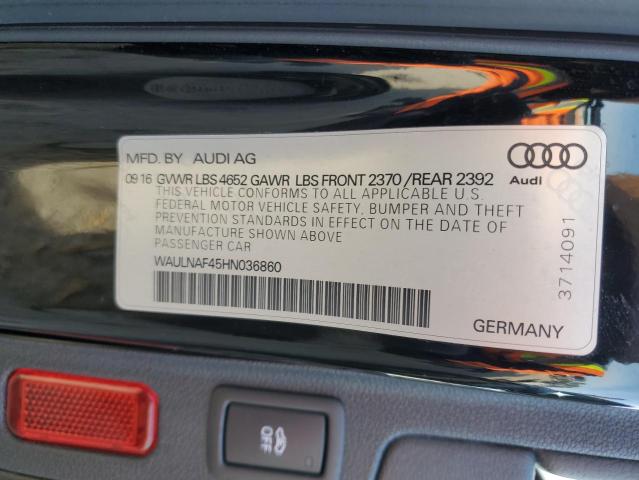 MFD. BY AUDI AG
09 16 GVWR LBS 4652 GAWR LBS FRONT 2370 / REAR 2392
THIS VEHICLE CONFORMS TO ALL APPLICABLE U.S.
FEDERAL MOTOR VEHICLE SAFETY, BUMPER AND THEFT
PREVENTION STANDARDS IN EFFECT ON THE DATE OF
MANUFACTURE SHOWN ABOVE
PASSENGER CAR
WAULNAF45HN036860
Audi
3714091
GERMANY
OFF